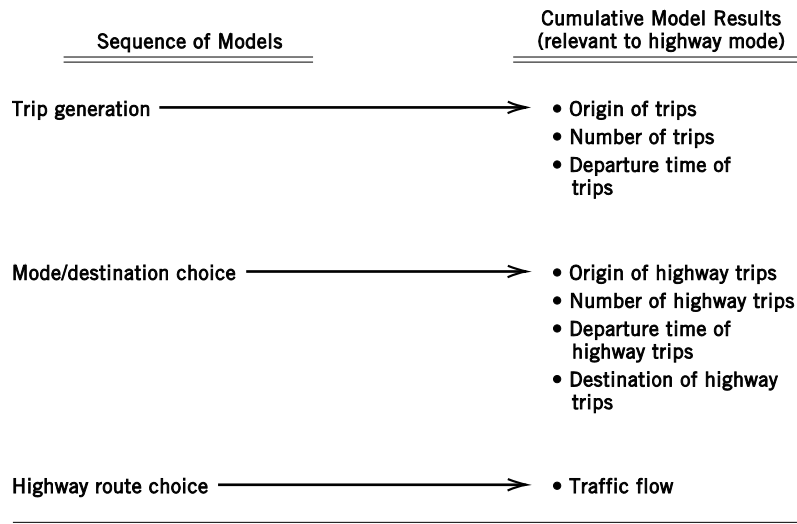 Sequence of Models
Cumulative Model Results
(relevant to highway mode)
Trip generation
• Origin of trips
• Number of trips
• Departure time of
trips
Mode/destination choice
• Origin of highway trips
• Number of highway trips
• Departure time of
highway trips
• Destination of highway
trips
Highway route choice
• Traffic flow